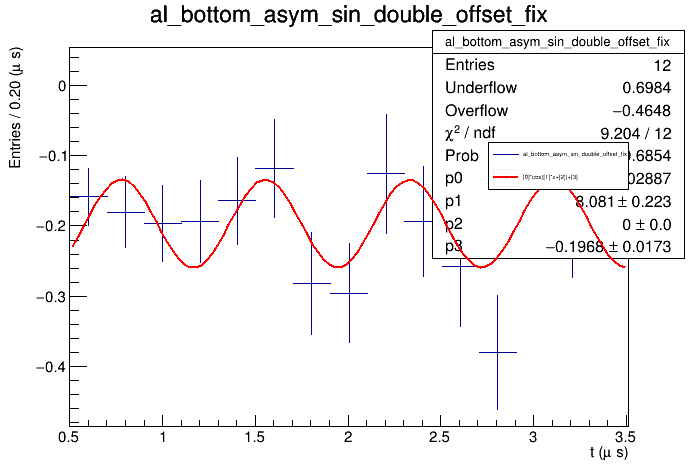 al_bottom_asym_sin_double_offset_fix
Entries / 0.20 (μ s)
al_bottom_asym_sin_double_offset_fix
Entries 12
Underflow 0.6984
Overflow −0.4648
χ² / ndf 9.204 / 12
Prob 0.6854
al_bottom_asym_sin_double_offset_fix
[0]*cos([1]*x+[2])+[3]
p0 02887
p1 8.081 ± 0.223
p2 0 ± 0.0
p3 −0.1968 ± 0.0173
0
−0.1
−0.2
−0.3
−0.4
0.5 1 1.5 2 2.5 3 3.5
t (μ s)